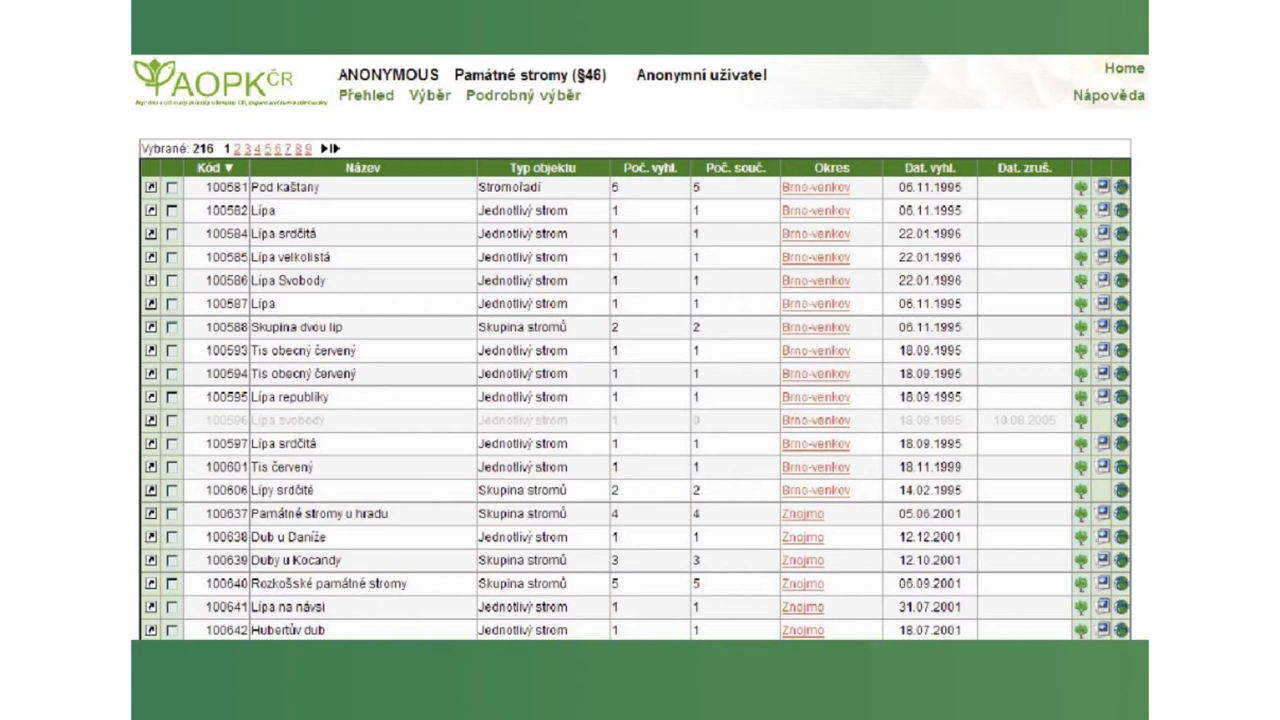 AOPK ČR
ANONYMOUS Památné stromy (§46) Anonymní uživatel Home
Přehled Výběr Podrobný výběr Nápověda
Vybrané: 216 1 2 3 4 5 6 7 8 9
Kód Název Typ objektu Poč. vyhl. Poč. souč. Okres Dat. vyhl. Dat. zruš.
100581 Pod kaštany Stromořadí 5 5 Brno-venkov 06.11.1995
100582 Lípa Jednotlivý strom 1 1 Brno-venkov 06.11.1995
100584 Lípa srdčitá Jednotlivý strom 1 1 Brno-venkov 22.01.1996
100585 Lípa velkolistá Jednotlivý strom 1 1 Brno-venkov 22.01.1996
100586 Lípa Svobody Jednotlivý strom 1 1 Brno-venkov 22.01.1996
100587 Lípa Jednotlivý strom 1 1 Brno-venkov 06.11.1995
100588 Skupina dvou lip Skupina stromů 2 2 Brno-venkov 06.11.1995
100593 Tis obecný červený Jednotlivý strom 1 1 Brno-venkov 18.09.1995
100594 Tis obecný červený Jednotlivý strom 1 1 Brno-venkov 18.09.1995
100595 Lípa republiky Jednotlivý strom 1 1 Brno-venkov 18.09.1995
100596 Lípa svobody Jednotlivý strom 1 0 Brno-venkov 18.09.1995 10.08.2005
100597 Lípa srdčitá Jednotlivý strom 1 1 Brno-venkov 18.09.1995
100601 Tis červený Jednotlivý strom 1 1 Brno-venkov 18.11.1999
100606 Lípy srdčité Skupina stromů 2 2 Brno-venkov 14.02.1995
100637 Památné stromy u hradu Skupina stromů 4 4 Znojmo 05.06.2001
100638 Dub u Daníže Jednotlivý strom 1 1 Znojmo 12.12.2001
100639 Duby u Kocandy Skupina stromů 3 3 Znojmo 12.10.2001
100640 Rozkošské památné stromy Skupina stromů 5 5 Znojmo 06.09.2001
100641 Lípa na návsi Jednotlivý strom 1 1 Znojmo 31.07.2001
100642 Hubertův dub Jednotlivý strom 1 1 Znojmo 18.07.2001